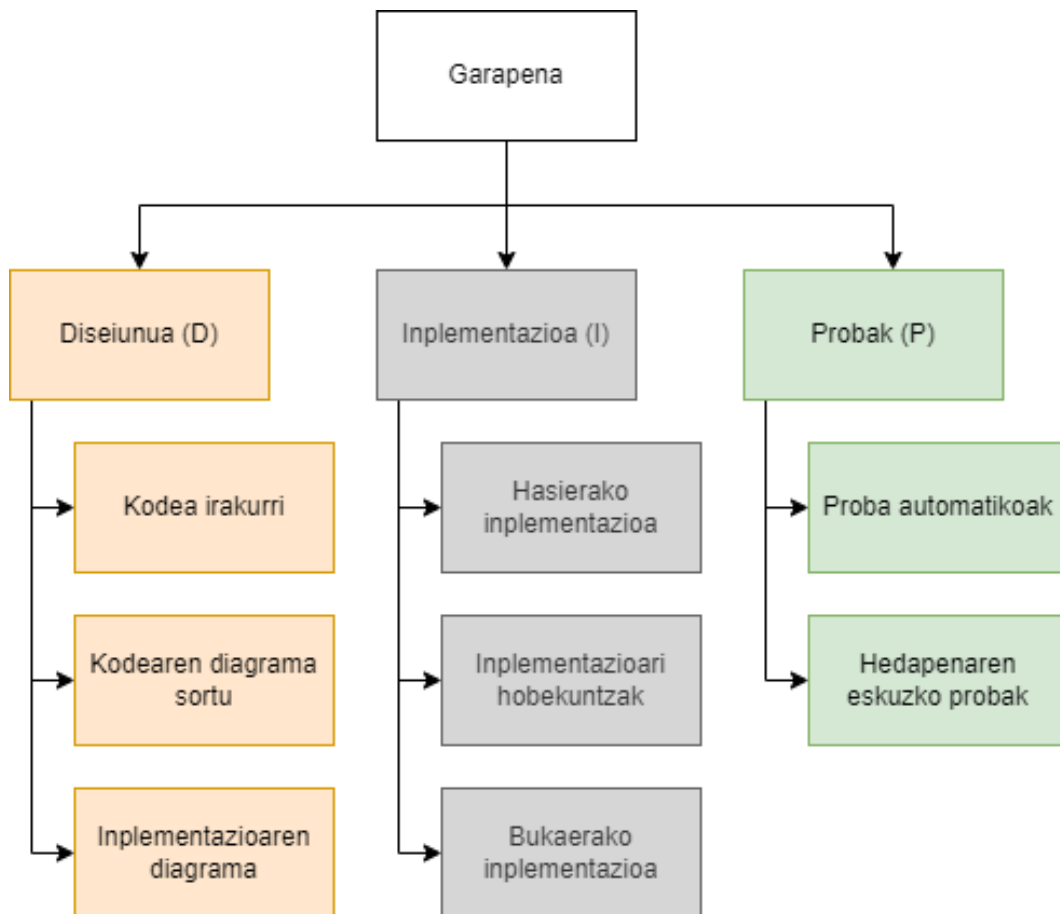 Garapena
Diseiunua (D)
Inplementazioa (I)
Probak (P)
Kodea irakurri
Kodearen diagrama
sortu
Inplementazioaren
diagrama
Hasierako
inplementazioa
Inplementazioari
hobekuntzak
Bukaerako
inplementazioa
Proba automatikoak
Hedapenaren
eskuzko probak